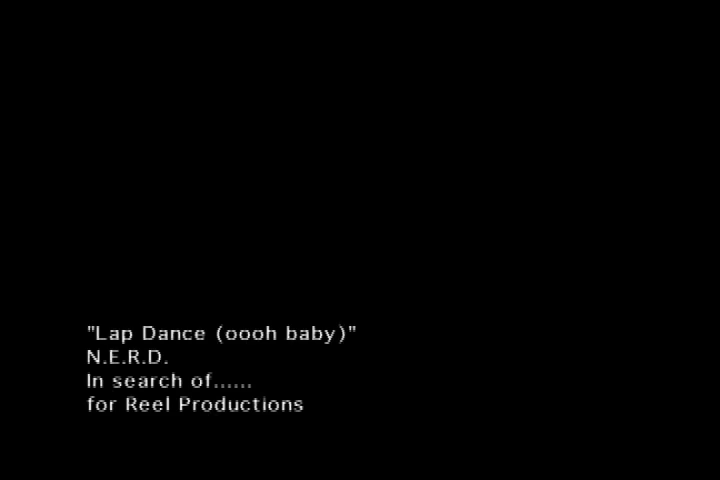 "Lap Dance (oooh baby)"
N.E.R.D.
In search of......
for Reel Productions